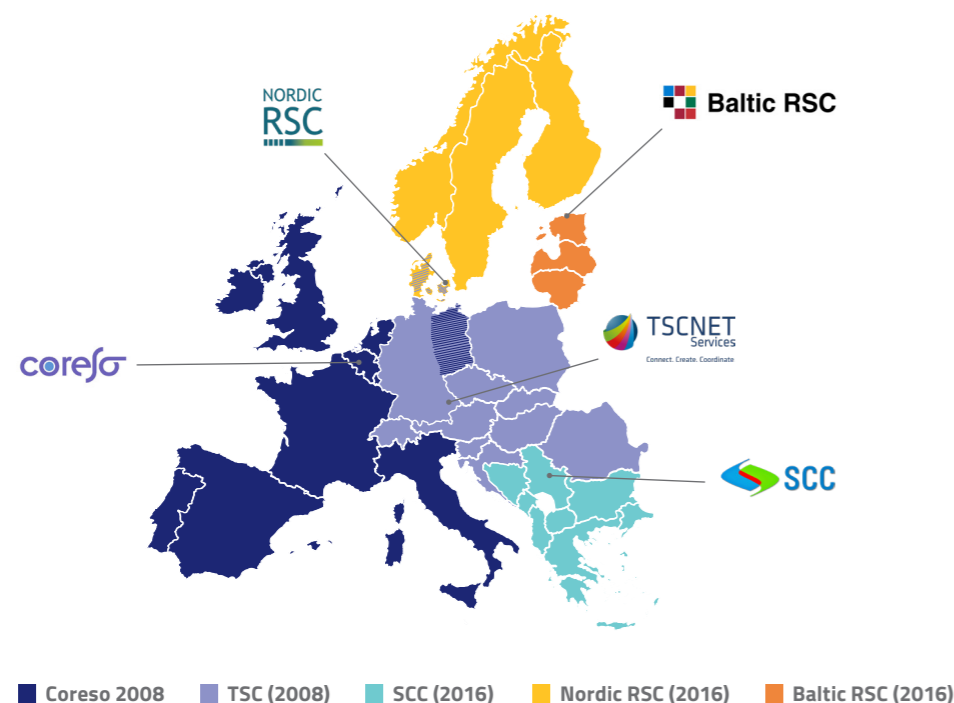 NORDIC
RSC
Baltic RSC
TSCNET
Services
Connect. Create. Coordinate
coreso
SCC
Coreso 2008
TSC (2008)
SCC (2016)
Nordic RSC (2016)
Baltic RSC (2016)